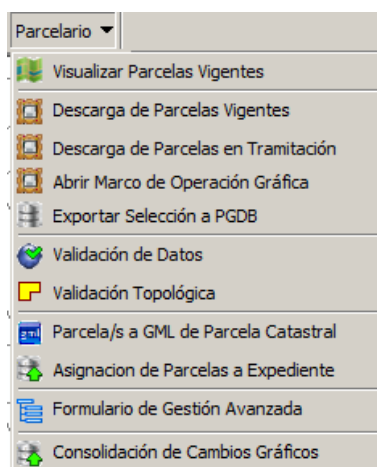 Parcelario
Visualizar Parcelas Vigentes
Descarga de Parcelas Vigentes
Descarga de Parcelas en Tramitación
Abrir Marco de Operación Gráfica
Exportar Selección a PGDB
Validación de Datos
Validación Topológica
Parcela/s a GML de Parcela Catastral
Asignacion de Parcelas a Expediente
Formulario de Gestión Avanzada
Consolidación de Cambios Gráficos